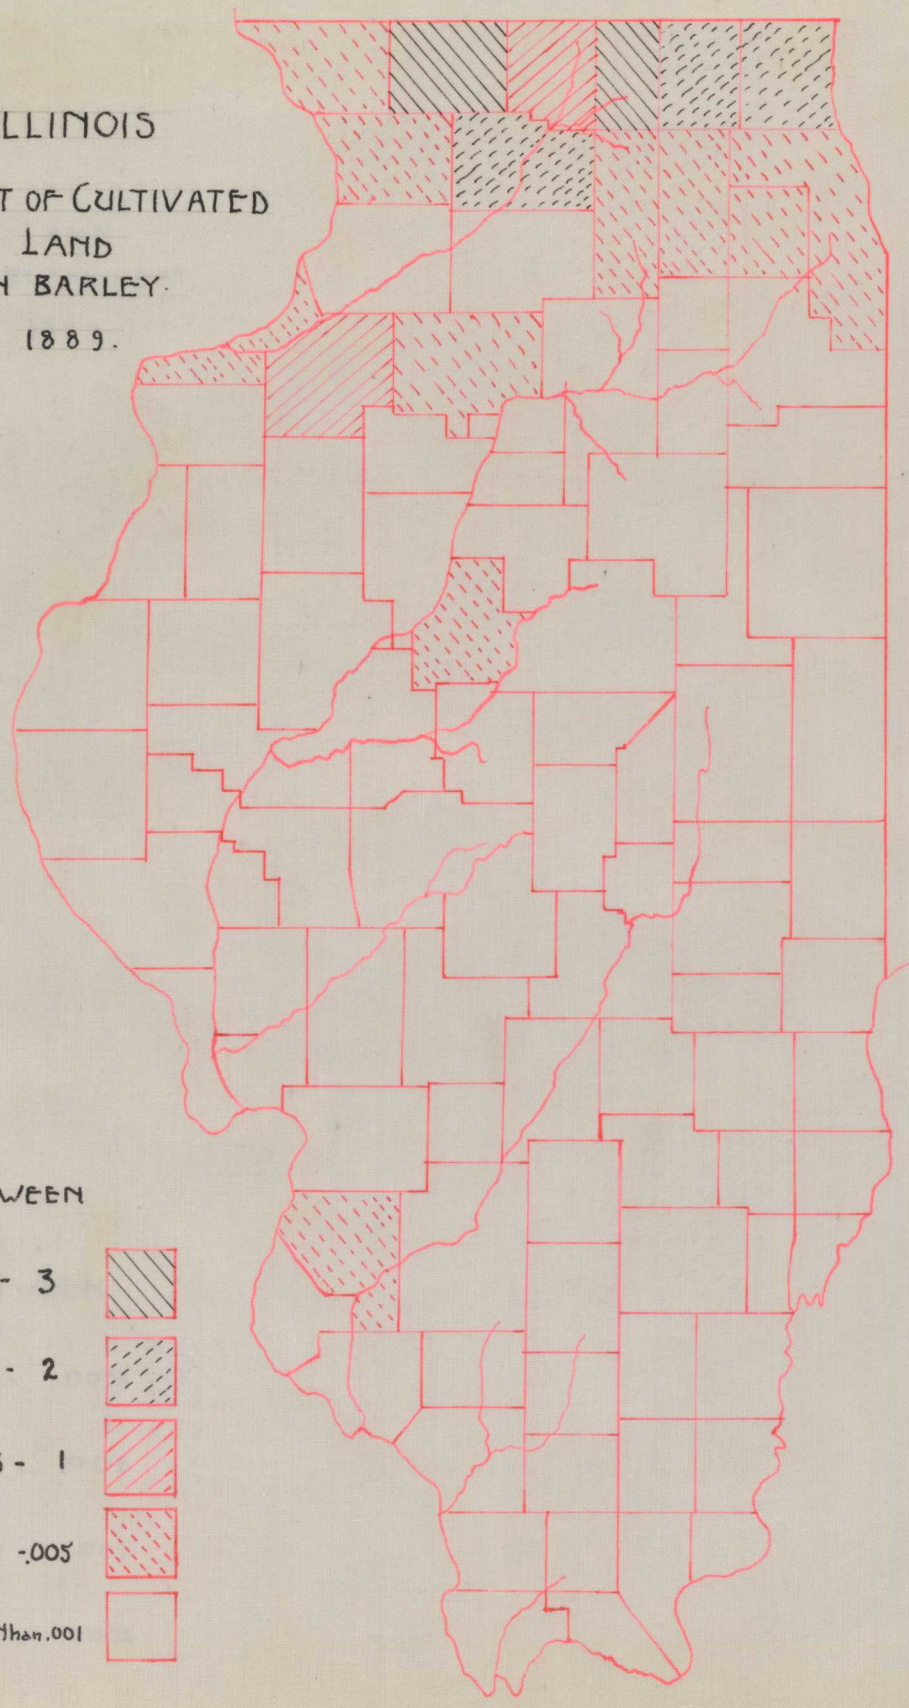 LLINOIS
T OF CULTIVATED
LAND
N BARLEY.
1889.
WEEN
- 3
- 2
- 1
-.005
than .001